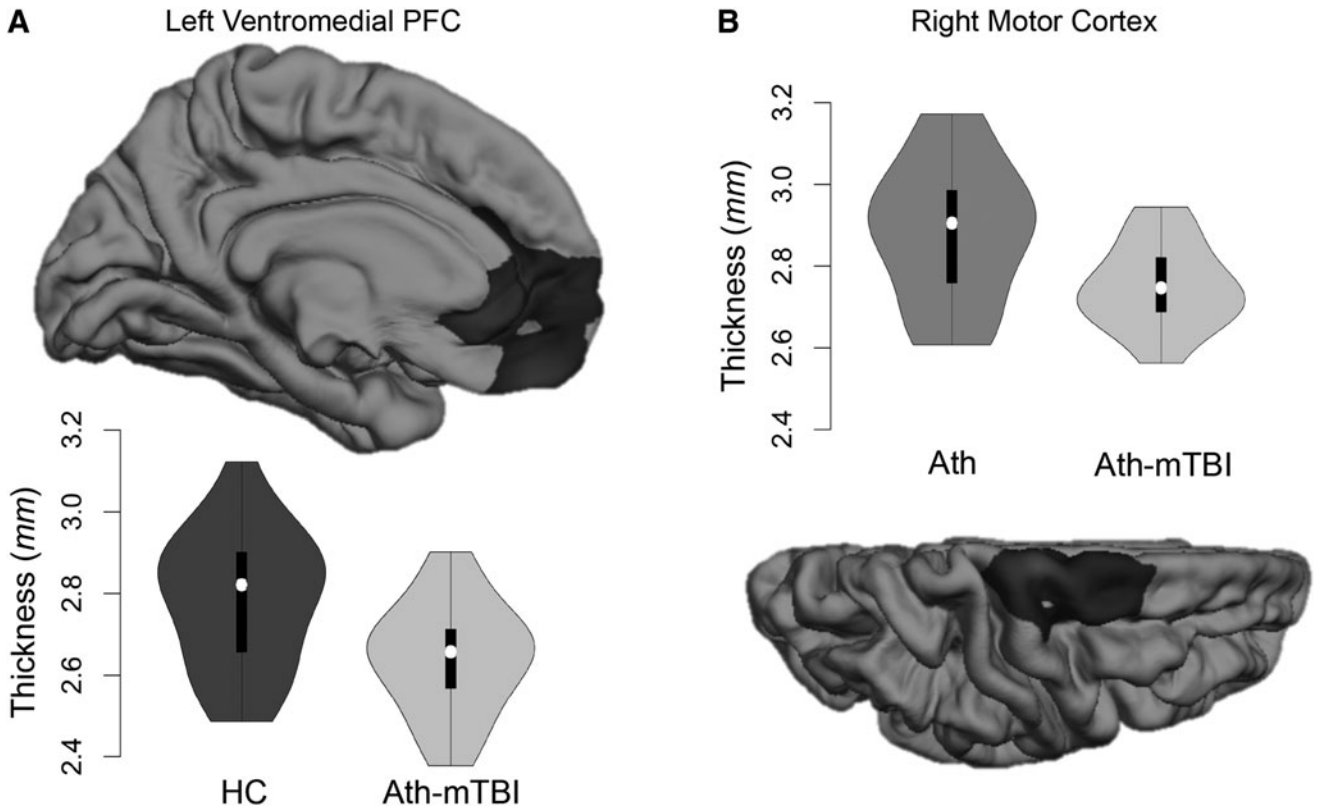 A
Left Ventromedial PFC
3.2
3.0
2.8
2.6
2.4
Thickness (mm)
HC
Ath-mTBI
B
Right Motor Cortex
3.2
3.0
2.8
2.6
2.4
Thickness (mm)
Ath
Ath-mTBI